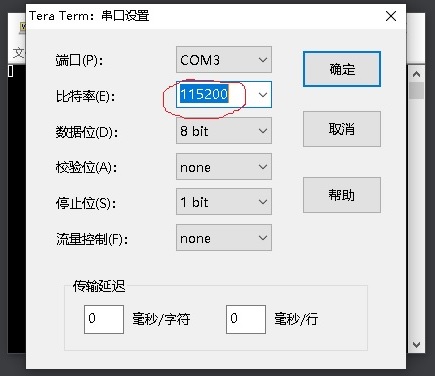 Tera Term: 串口设置
端口(P): COM3
确定
比特率(E): 115200
数据位(D): 8 bit
取消
校验位(A): none
停止位(S): 1 bit
帮助
流量控制(F): none
传输延迟
0 毫秒/字符 0 毫秒/行